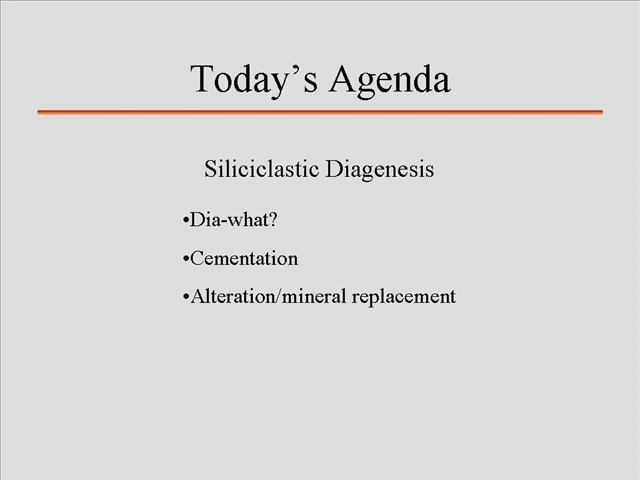 Today’s Agenda
Siliciclastic Diagenesis
•Dia-what?
•Cementation
•Alteration/mineral replacement